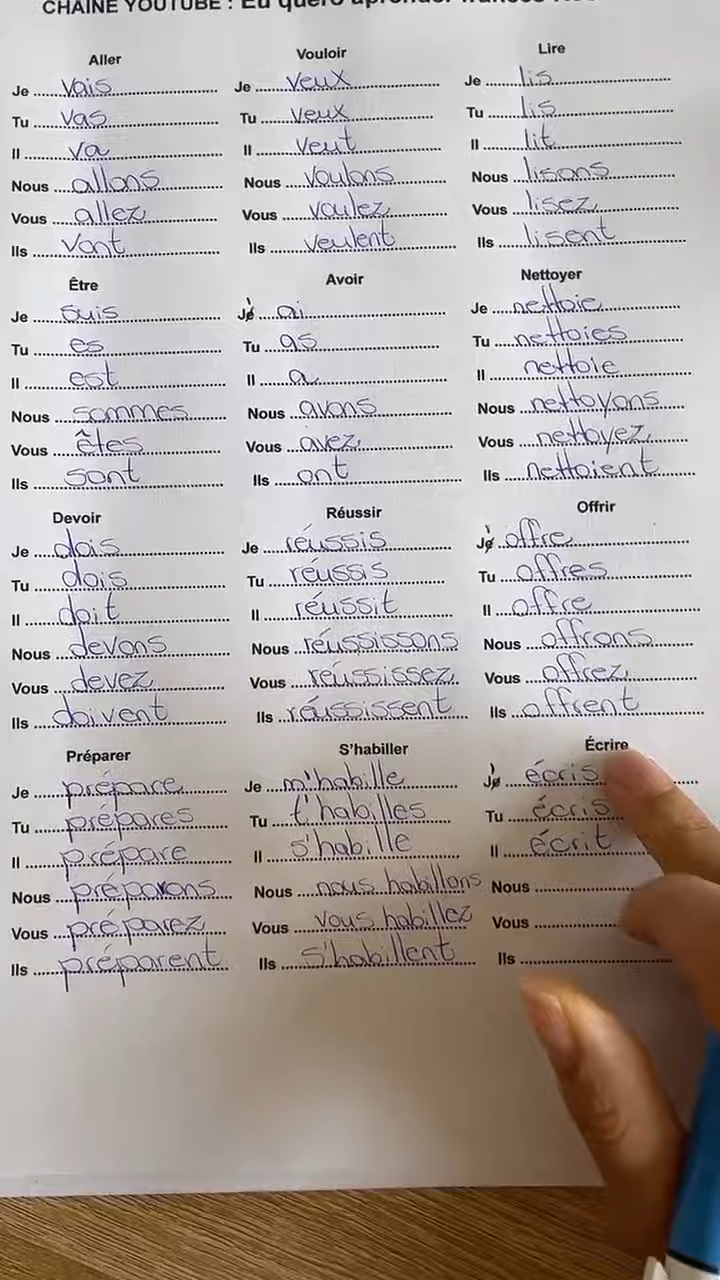 CHAINE YOUTUBE : Eu quero aprender francês
Aller
Je vais
Tu vas
Il va
Nous allons
Vous allez
Ils vont
Vouloir
Je veux
Tu veux
Il veut
Nous voulons
Vous voulez
Ils veulent
Lire
Je lis
Tu lis
Il lit
Nous lisons
Vous lisez
Ils lisent
Être
Je suis
Tu es
Il est
Nous sommes
Vous êtes
Ils sont
Avoir
J' ai
Tu as
Il a
Nous avons
Vous avez
Ils ont
Nettoyer
Je nettoie
Tu nettoies
Il nettoie
Nous nettoyons
Vous nettoyez
Ils nettoient
Devoir
Je dois
Tu dois
Il doit
Nous devons
Vous devez
Ils doivent
Réussir
Je réussis
Tu réussis
Il réussit
Nous réussissons
Vous réussissez
Ils réussissent
Offrir
J' offre
Tu offres
Il offre
Nous offrons
Vous offrez
Ils offrent
Préparer
Je prépare
Tu prépares
Il prépare
Nous préparons
Vous préparez
Ils préparent
S'habiller
Je m'habille
Tu t'habilles
Il s'habille
Nous nous habillons
Vous vous habillez
Ils s'habillent
Écrire
J' écris
Tu écris
Il écrit
Nous
Vous
Ils